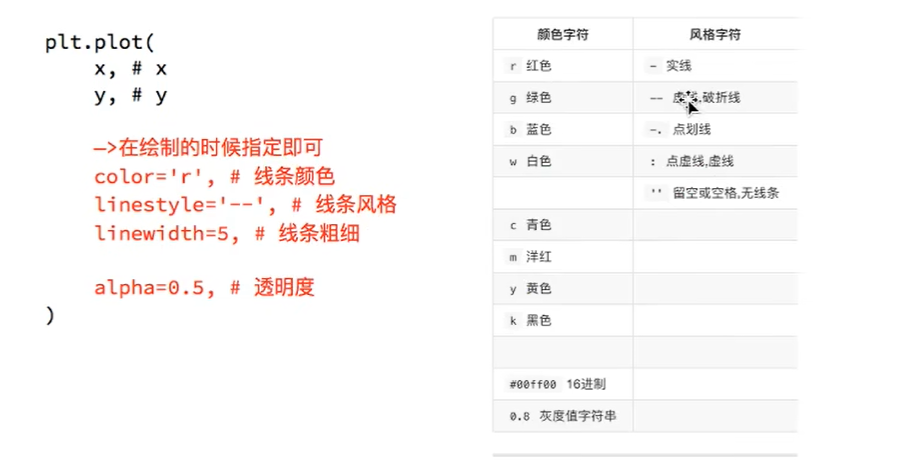 plt.plot(
x, # x
y, # y
—>在绘制的时候指定即可
color='r', # 线条颜色
linestyle='--', # 线条风格
linewidth=5, # 线条粗细
alpha=0.5, # 透明度
)
颜色字符 风格字符
r 红色 - 实线
g 绿色 -- 虚线,破折线
b 蓝色 -. 点划线
w 白色 : 点虚线,虚线
'' 留空或空格,无线条
c 青色
m 洋红
y 黄色
k 黑色
#00ff00 16进制
0.8 灰度值字符串